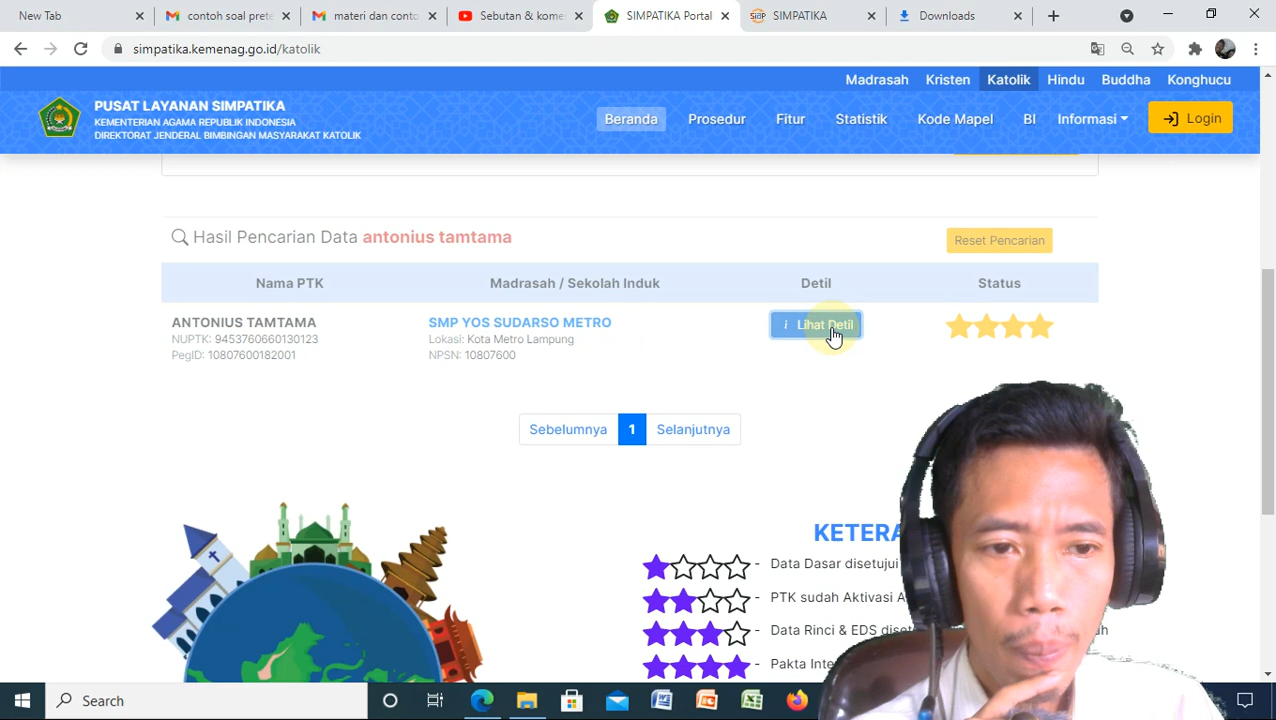 New Tab
contoh soal prete
materi dan conto
Sebutan & kome
SIMPATIKA Portal
SIMPATIKA
Downloads
simpatika.kemenag.go.id/katolik
Madrasah Kristen Katolik Hindu Buddha Konghucu
PUSAT LAYANAN SIMPATIKA
KEMENTERIAN AGAMA REPUBLIK INDONESIA
DIREKTORAT JENDERAL BIMBINGAN MASYARAKAT KATOLIK
Beranda Prosedur Fitur Statistik Kode Mapel BI Informasi Login
Hasil Pencarian Data antonius tamtama
Reset Pencarian
Nama PTK Madrasah / Sekolah Induk Detil Status
ANTONIUS TAMTAMA
NUPTK: 9453760660130123
PegID: 10807600182001
SMP YOS SUDARSO METRO
Lokasi: Kota Metro Lampung
NPSN: 10807600
i Lihat Detil
Sebelumnya 1 Selanjutnya
KETERA
- Data Dasar disetujui
- PTK sudah Aktivasi A
- Data Rinci & EDS diset ah
- Pakta Inte
Search